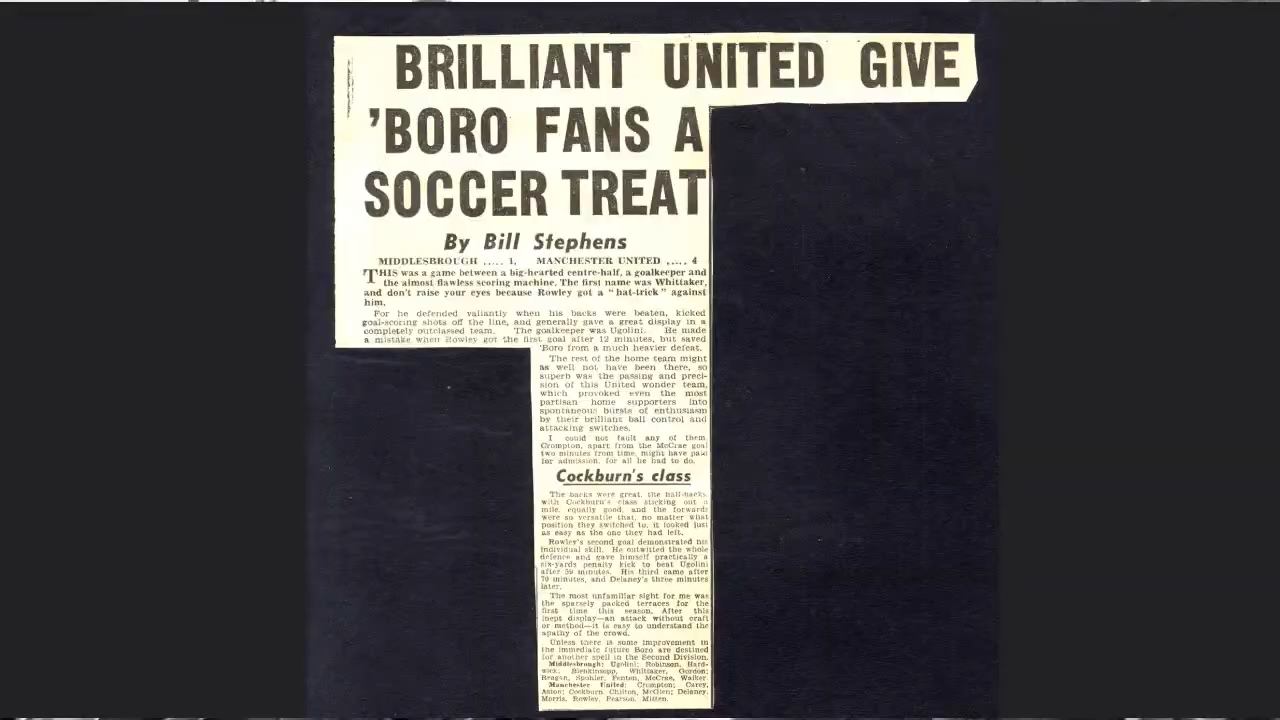 BRILLIANT UNITED GIVE
'BORO FANS A
SOCCER TREAT
By Bill Stephens
MIDDLESBROUGH ..... 1, MANCHESTER UNITED ..... 4
THIS was a game between a big-hearted centre-half, a goalkeeper and
the almost flawless scoring machine. The first name was Whittaker,
and don't raise your eyes because Rowley got a "hat-trick" against
him.
For he defended valiantly when his backs were beaten, kicked
goal-scoring shots off the line, and generally gave a great display in a
completely outclassed team. The goalkeeper was Ugolini. He made
a mistake when Rowley got the first goal after 12 minutes, but saved
'Boro from a much heavier defeat.
The rest of the home team might
as well not have been there, so
superb was the passing and preci-
sion of this United wonder team,
which provoked even the most
partisan home supporters into
spontaneous bursts of enthusiasm
by their brilliant ball control and
attacking switches.
I could not fault any of them.
Crompton, apart from the McCrae goal
two minutes from time, might have paid
for admission, for all he had to do.
Cockburn's class
The backs were great, the half-backs,
with Cockburn's class sticking out a
mile, equally good, and the forwards
were so versatile that, no matter what
position they switched to, it looked just
as easy as the one they had left.
Rowley's second goal demonstrated his
individual skill. He outwitted the whole
defence and gave himself practically a
six-yards penalty kick to beat Ugolini
after 59 minutes. His third came after
70 minutes, and Delaney's three minutes
later.
The most unfamiliar sight for me was
the sparsely packed terraces for the
first time this season. After this
inept display—an attack without craft
or method—it is easy to understand the
apathy of the crowd.
Unless there is some improvement in
the immediate future Boro are destined
for another spell in the Second Division.
Middlesbrough: Ugolini; Robinson, Hard-
wick; Blenkinsopp, Whittaker, Gordon;
Reagan, Spuhler, Fenton, McCrae, Walker.
Manchester United: Crompton; Carey,
Aston; Cockburn, Chilton, McGlen; Delaney,
Morris, Rowley, Pearson, Mitten.